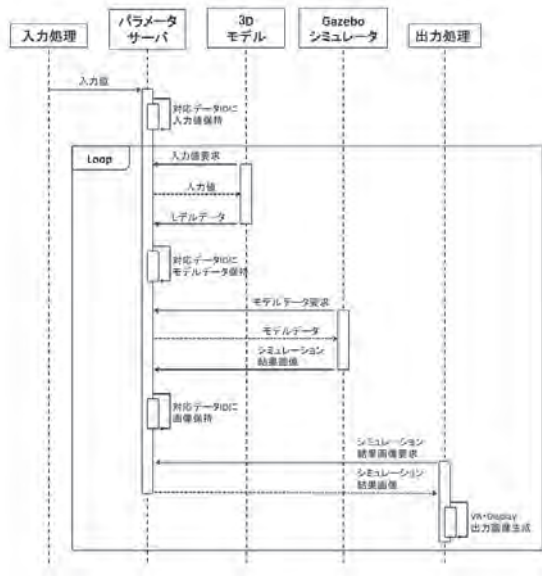 入力処理
パラメータ
サーバ
3D
モデル
Gazebo
シミュレータ
出力処理
入力値
対応データIDに
入力値保持
Loop
入力値要求
入力値
モデルデータ
対応データIDに
モデルデータ保持
モデルデータ要求
モデルデータ
シミュレーション
結果画像
対応データIDに
画像保持
シミュレーション
結果画像要求
シミュレーション
結果画像
VR・Display
出力画像生成